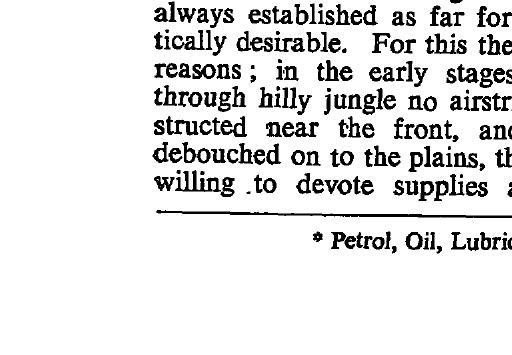 always established as far for
tically desirable. For this the
reasons ; in the early stages
through hilly jungle no airstr
structed near the front, and
debouched on to the plains, th
willing .to devote supplies a
* Petrol, Oil, Lubric